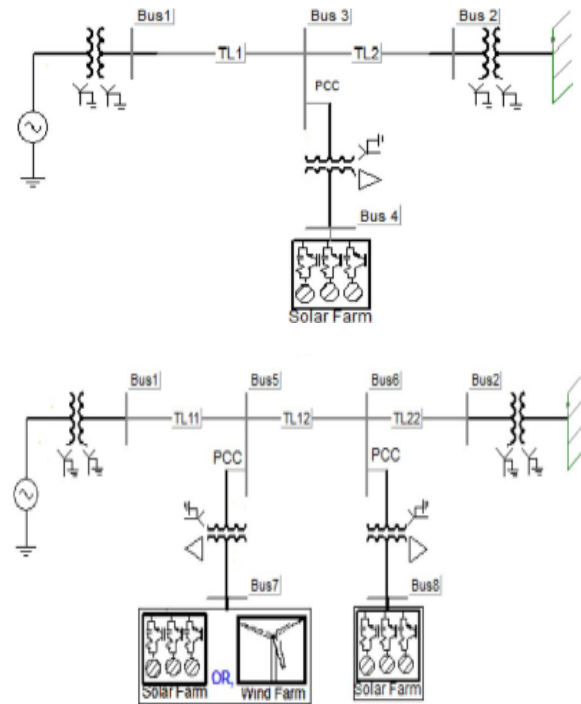 Bus1
Bus 3
Bus 2
TL1
TL2
PCC
Bus 4
Solar Farm
Bus1
Bus5
Bus6
Bus2
TL11
TL12
TL22
PCC
PCC
Bus7
Bus8
Solar Farm
OR,
Wind Farm
Solar Farm